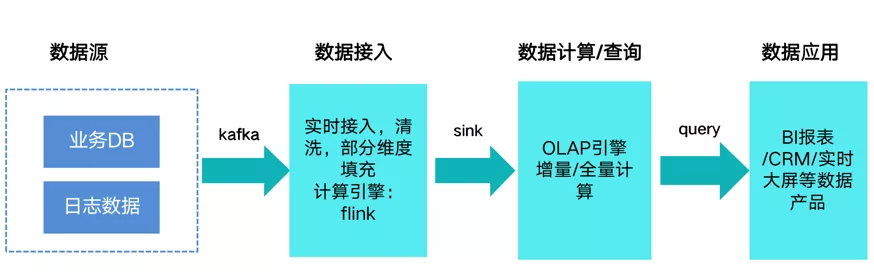 数据源
数据接入
数据计算/查询
数据应用
业务DB
日志数据
kafka
实时接入，清
洗，部分维度
填充
计算引擎：
flink
sink
OLAP引擎
增量/全量计
算
query
BI报表
/CRM/实时
大屏等数据
产品